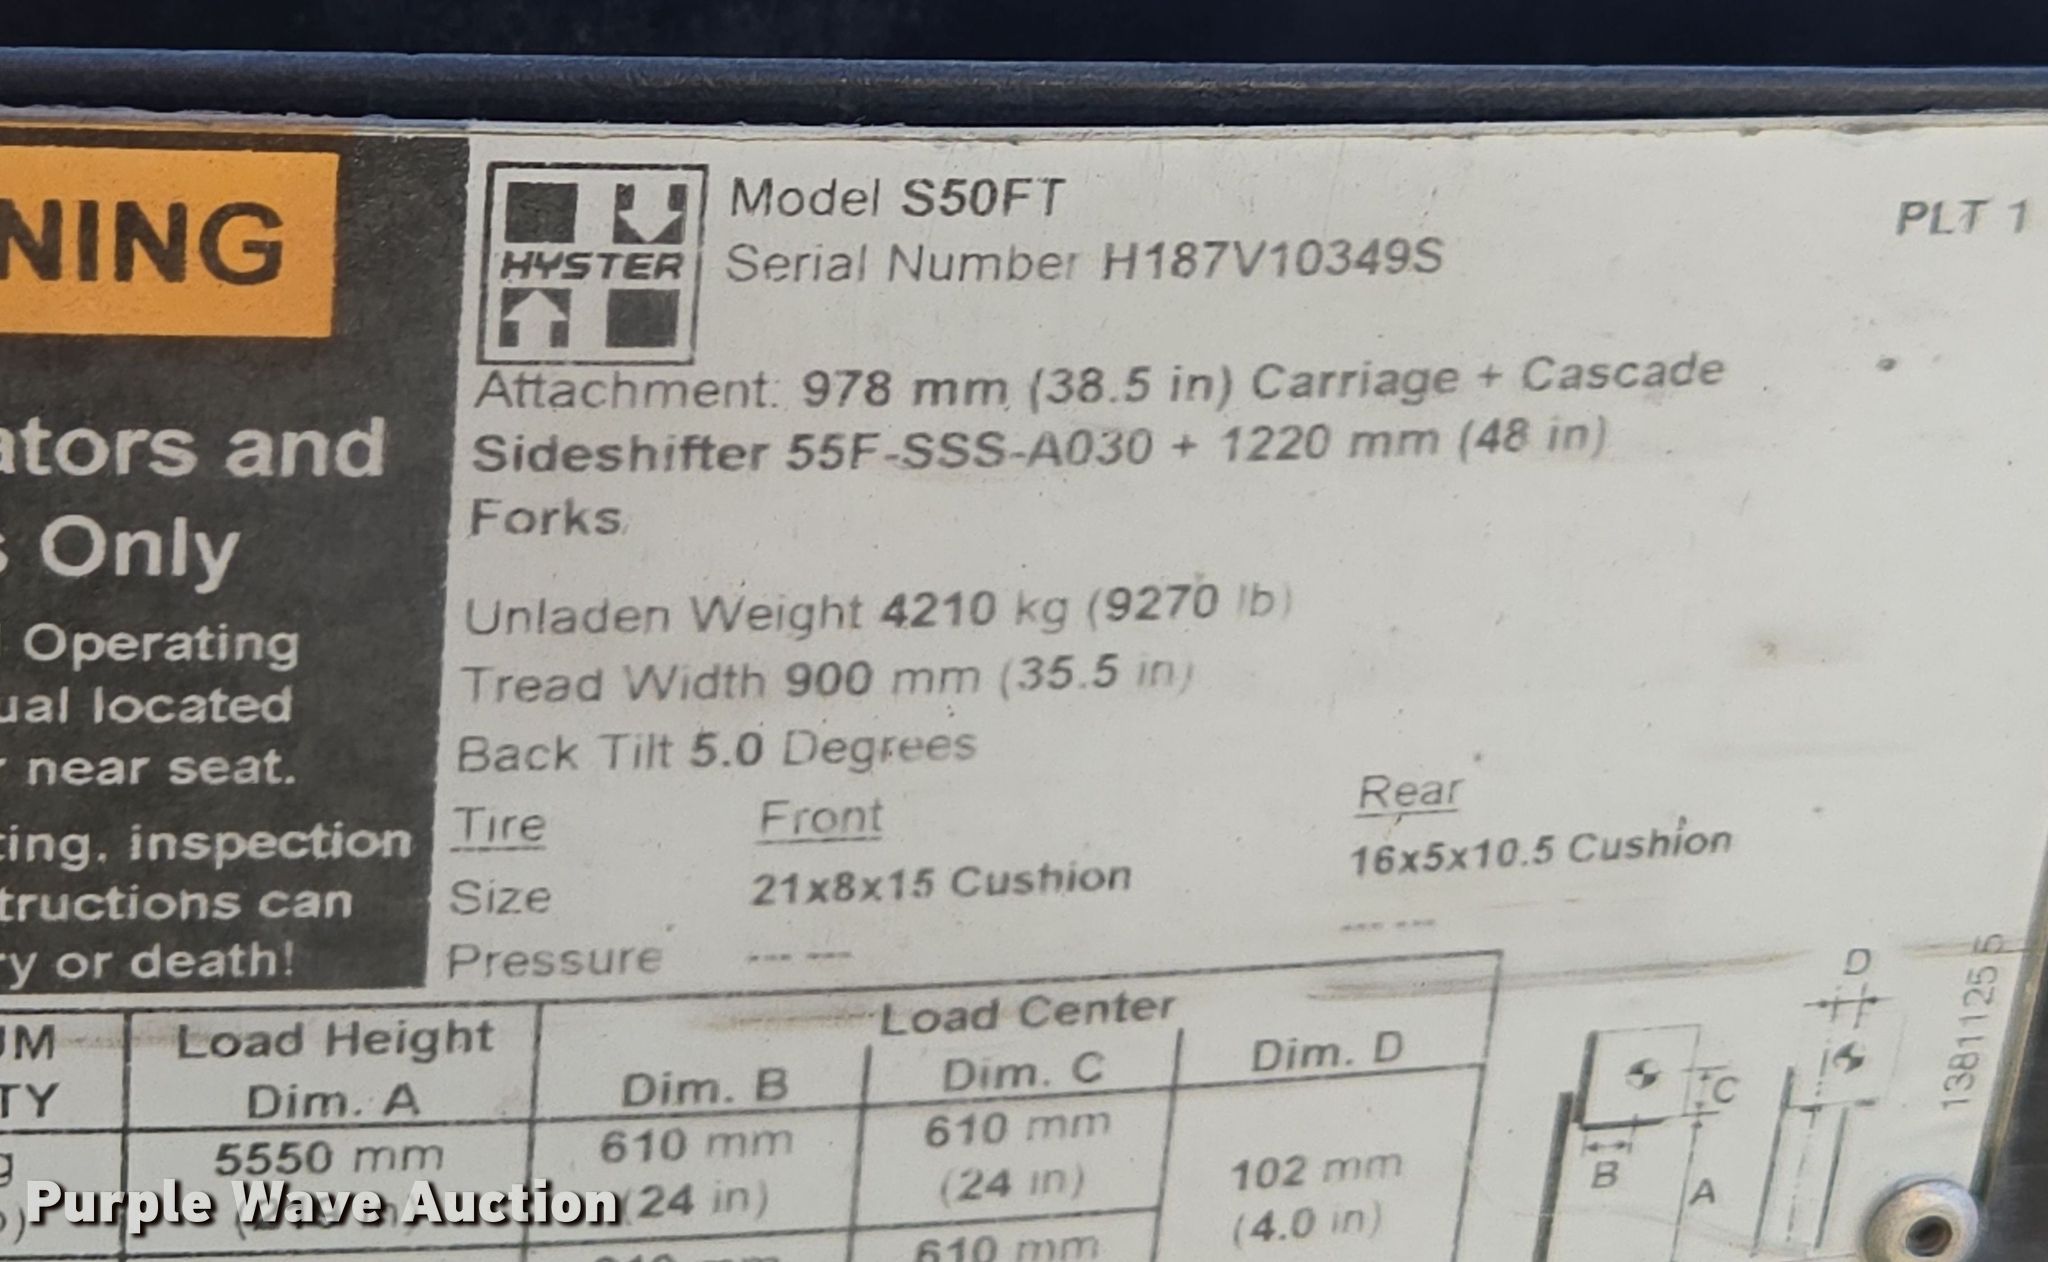 NING
ators and
s Only
Operating
ual located
near seat.
ting, inspection
tructions can
ry or death!
HYSTER
Model S50FT
Serial Number H187V10349S
PLT 1
Attachment: 978 mm (38.5 in) Carriage + Cascade
Sideshifter 55F-SSS-A030 + 1220 mm (48 in)
Forks,
Unladen Weight 4210 kg (9270 lb)
Tread Width 900 mm (35.5 in)
Back Tilt 5.0 Degrees
Tire Front Rear
Size 21x8x15 Cushion 16x5x10.5 Cushion
Pressure --- --- --- ---
UM Load Height Load Center
TY Dim. A Dim. B Dim. C Dim. D
g 5550 mm 610 mm 610 mm 102 mm
(24 in) (24 in) (4.0 in)
610 mm
D
C
B
A
1381125 5
Purple Wave Auction